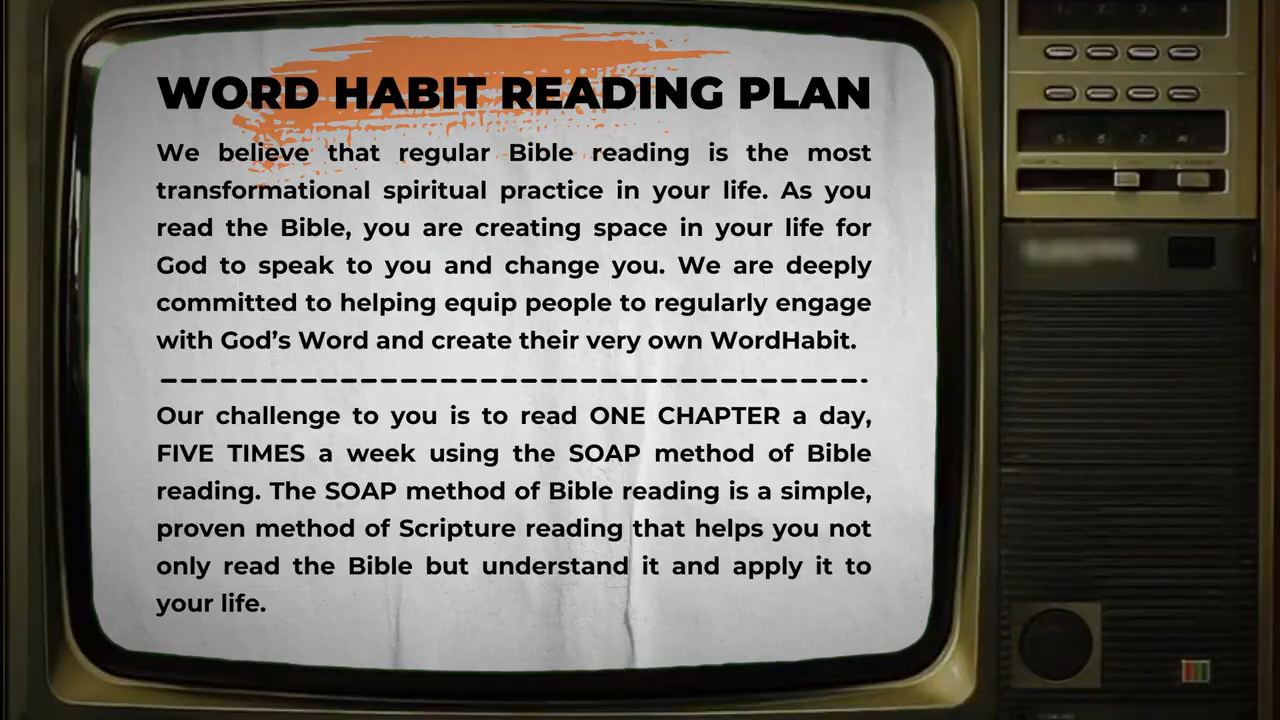 WORD HABIT READING PLAN
We believe that regular Bible reading is the most
transformational spiritual practice in your life. As you
read the Bible, you are creating space in your life for
God to speak to you and change you. We are deeply
committed to helping equip people to regularly engage
with God's Word and create their very own WordHabit.
Our challenge to you is to read ONE CHAPTER a day,
FIVE TIMES a week using the SOAP method of Bible
reading. The SOAP method of Bible reading is a simple,
proven method of Scripture reading that helps you not
only read the Bible but understand it and apply it to
your life.